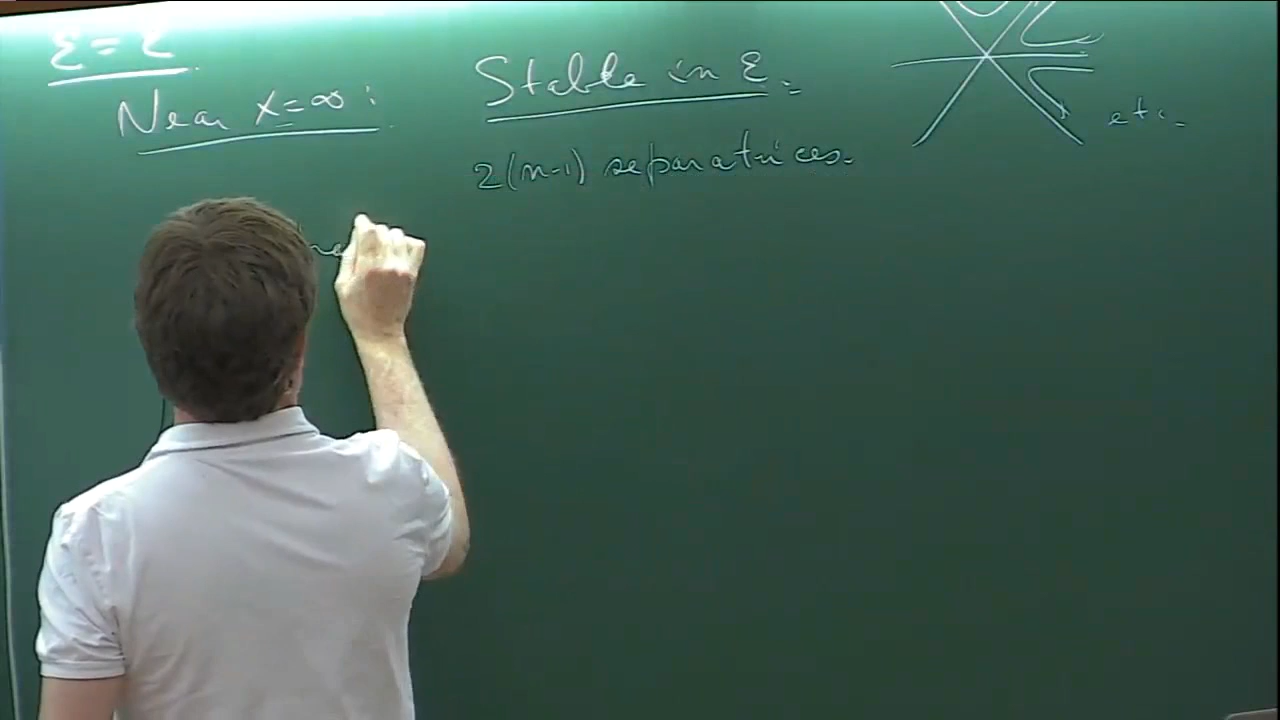 ε = ε
Near x=∞ :
Stable in ε.
2(n-1) separatrices.
etc.